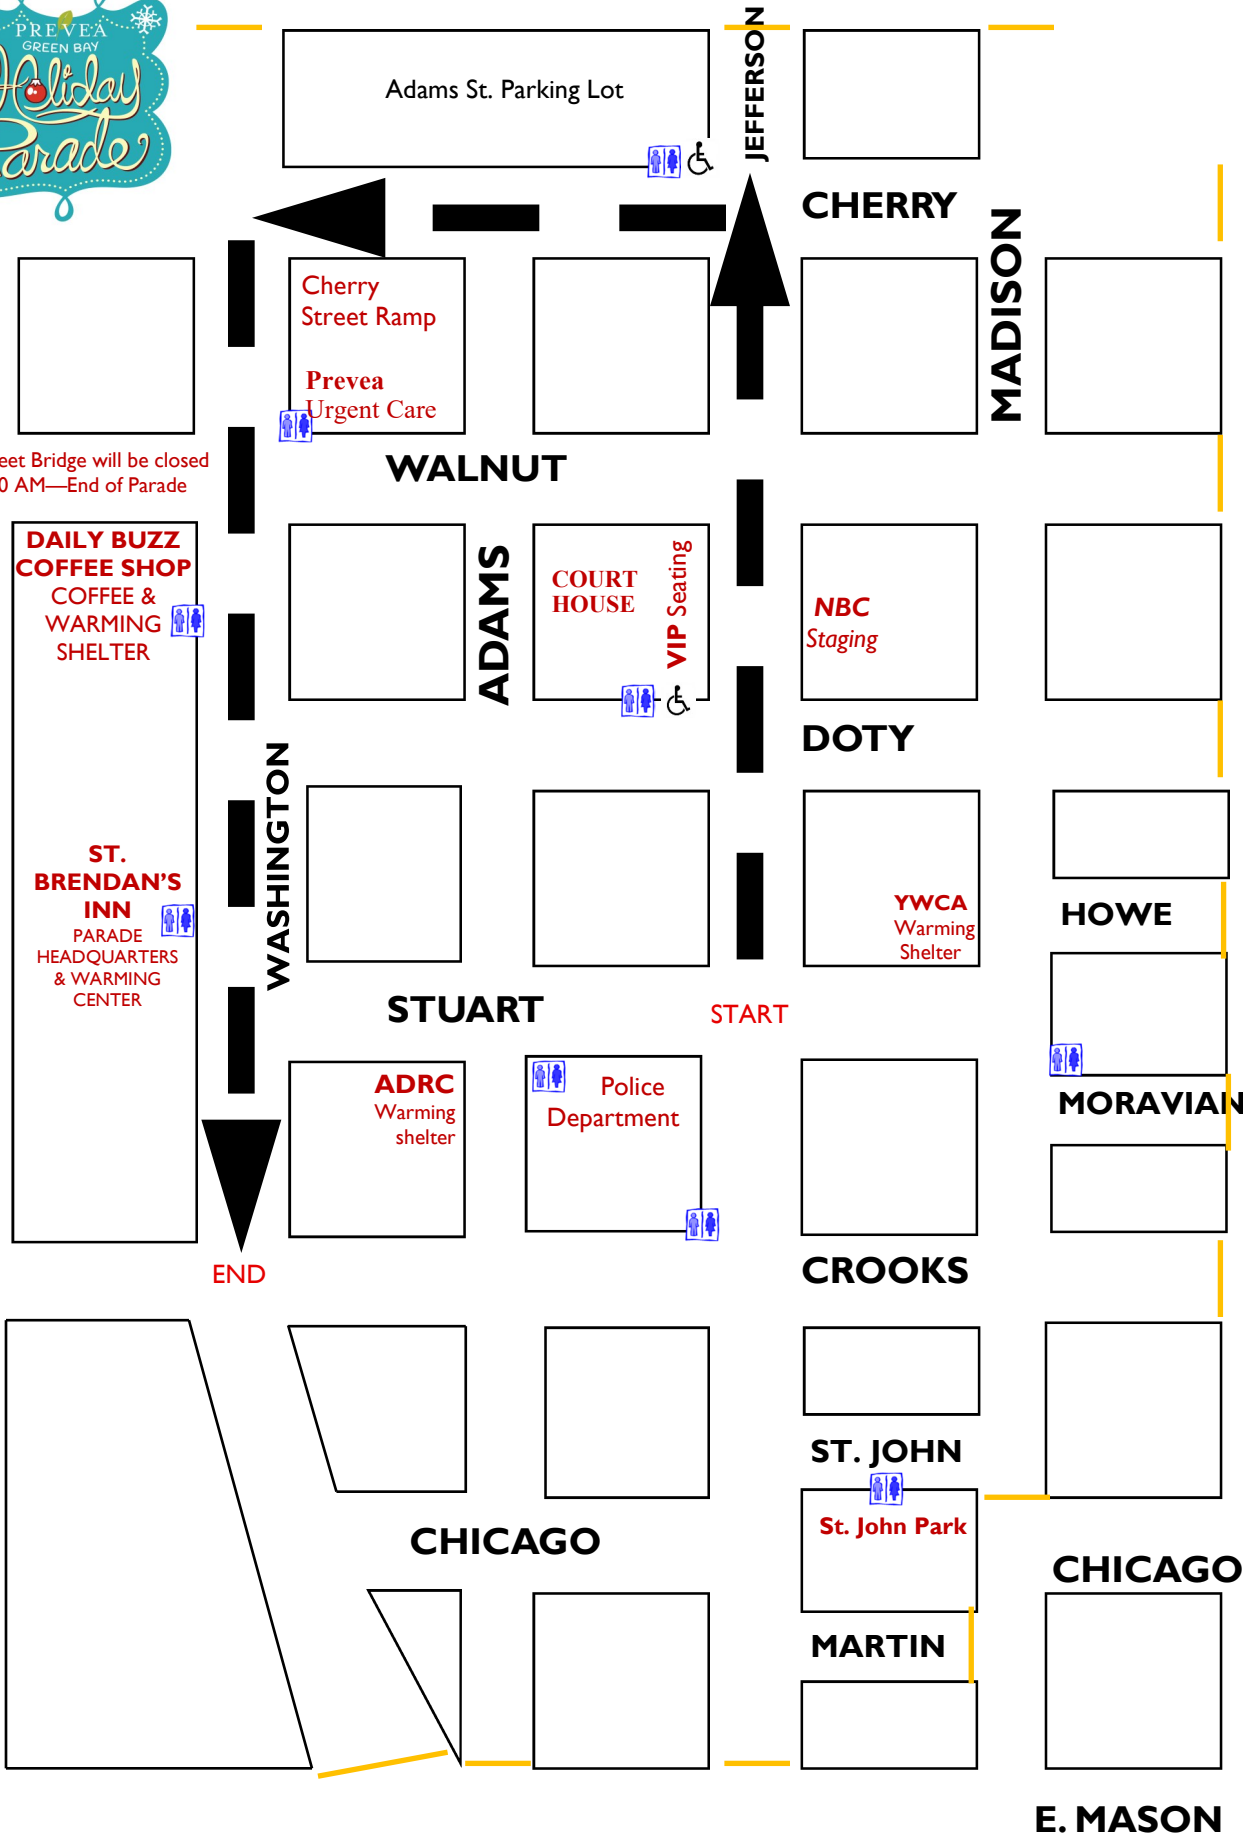 PREVEA
GREEN BAY
Holiday
Parade
Adams St. Parking Lot
JEFFERSON
CHERRY
MADISON
Cherry
Street Ramp
Prevea
Urgent Care
WALNUT
eet Bridge will be closed
0 AM—End of Parade
DAILY BUZZ
COFFEE SHOP
COFFEE &
WARMING
SHELTER
ADAMS
COURT
HOUSE
VIP Seating
NBC
Staging
DOTY
WASHINGTON
ST.
BRENDAN'S
INN
PARADE
HEADQUARTERS
& WARMING
CENTER
YWCA
Warming
Shelter
HOWE
STUART
START
ADRC
Warming
shelter
Police
Department
MORAVIAN
END
CROOKS
ST. JOHN
St. John Park
CHICAGO
CHICAGO
MARTIN
E. MASON